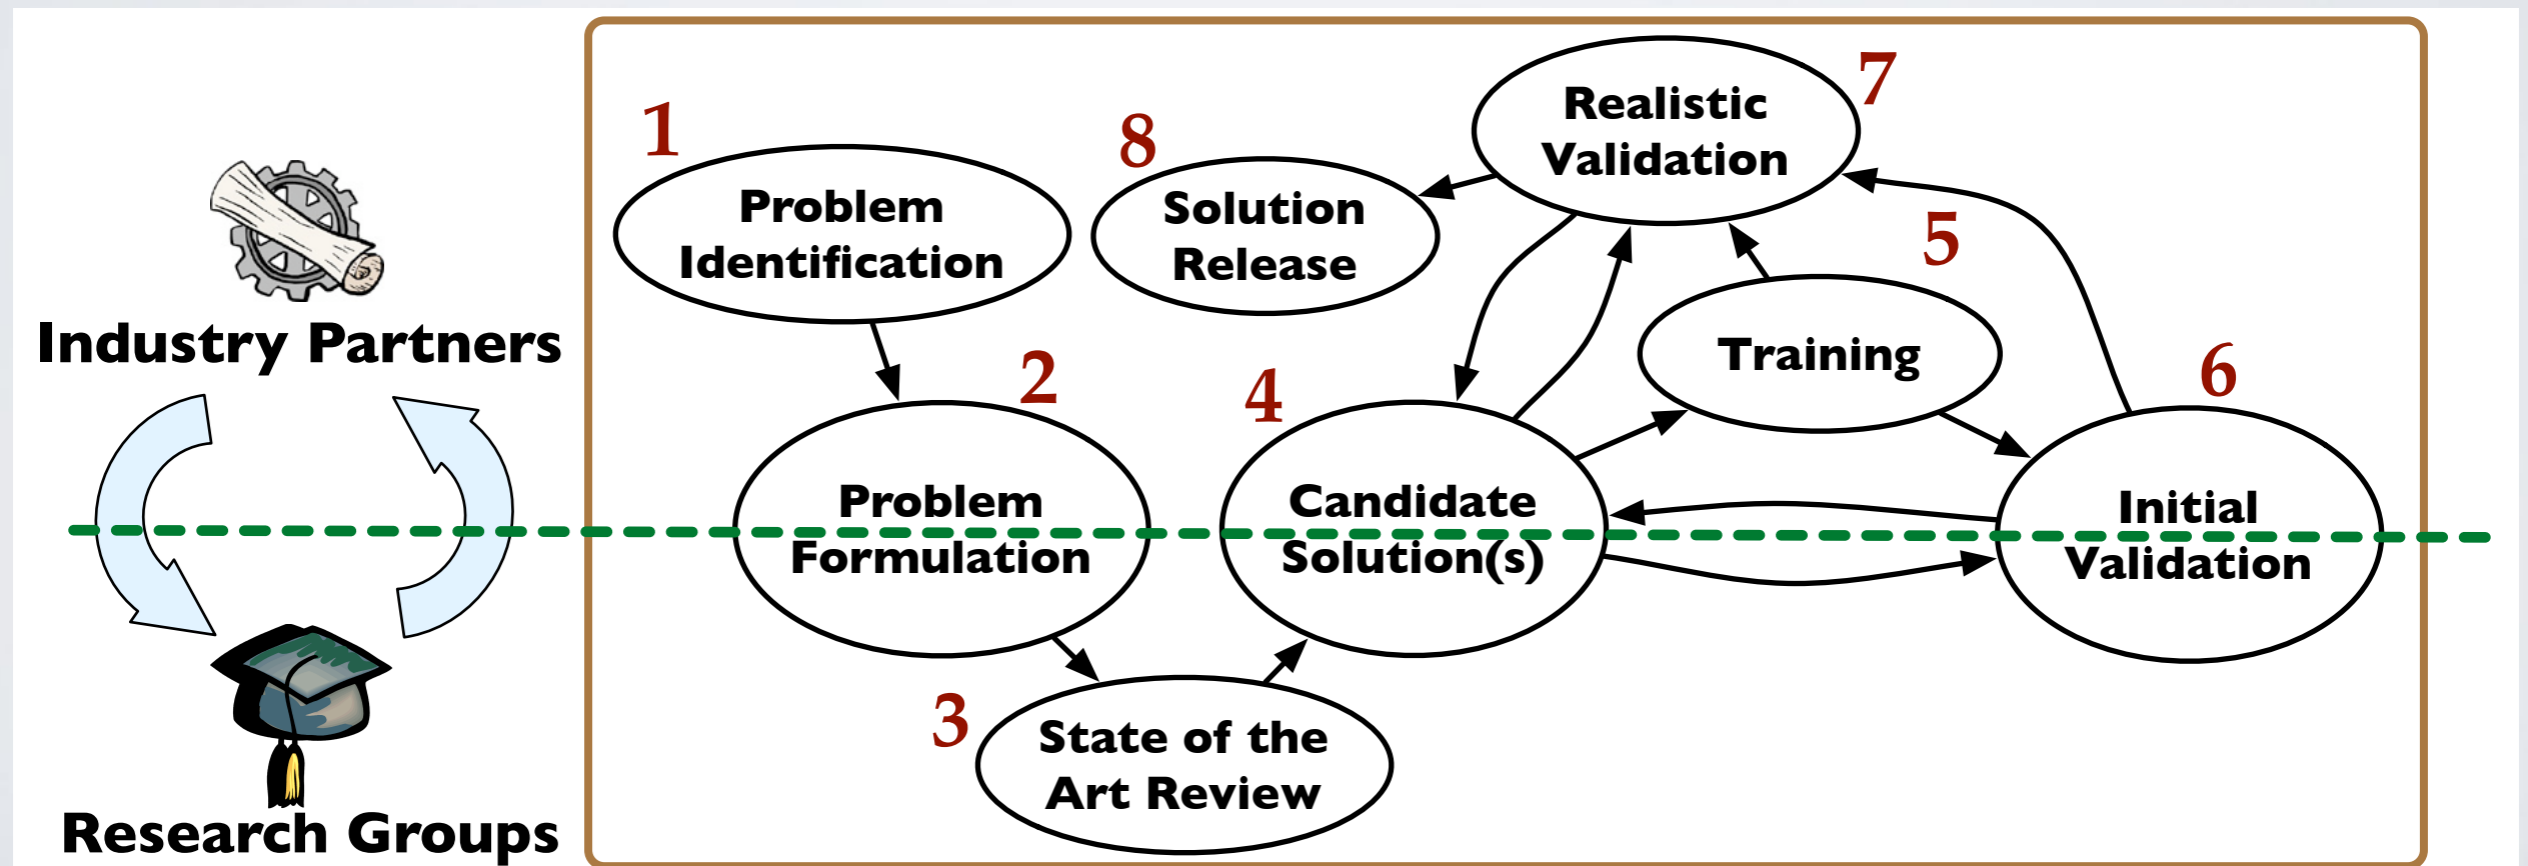 Industry Partners
Research Groups
1
Problem
Identification
2
Problem
Formulation
3
State of the
Art Review
4
Candidate
Solution(s)
5
Training
6
Initial
Validation
7
Realistic
Validation
8
Solution
Release